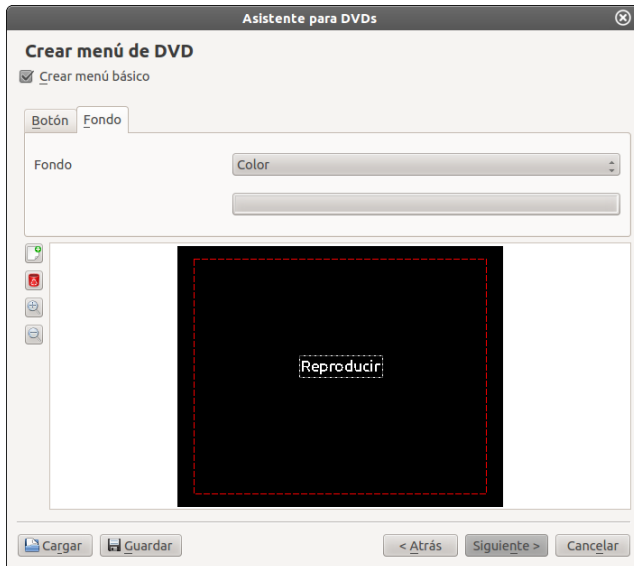 Asistente para DVDs
Crear menú de DVD
Crear menú básico
Botón Fondo
Fondo Color
Reproducir
Cargar Guardar < Atrás Siguiente > Cancelar